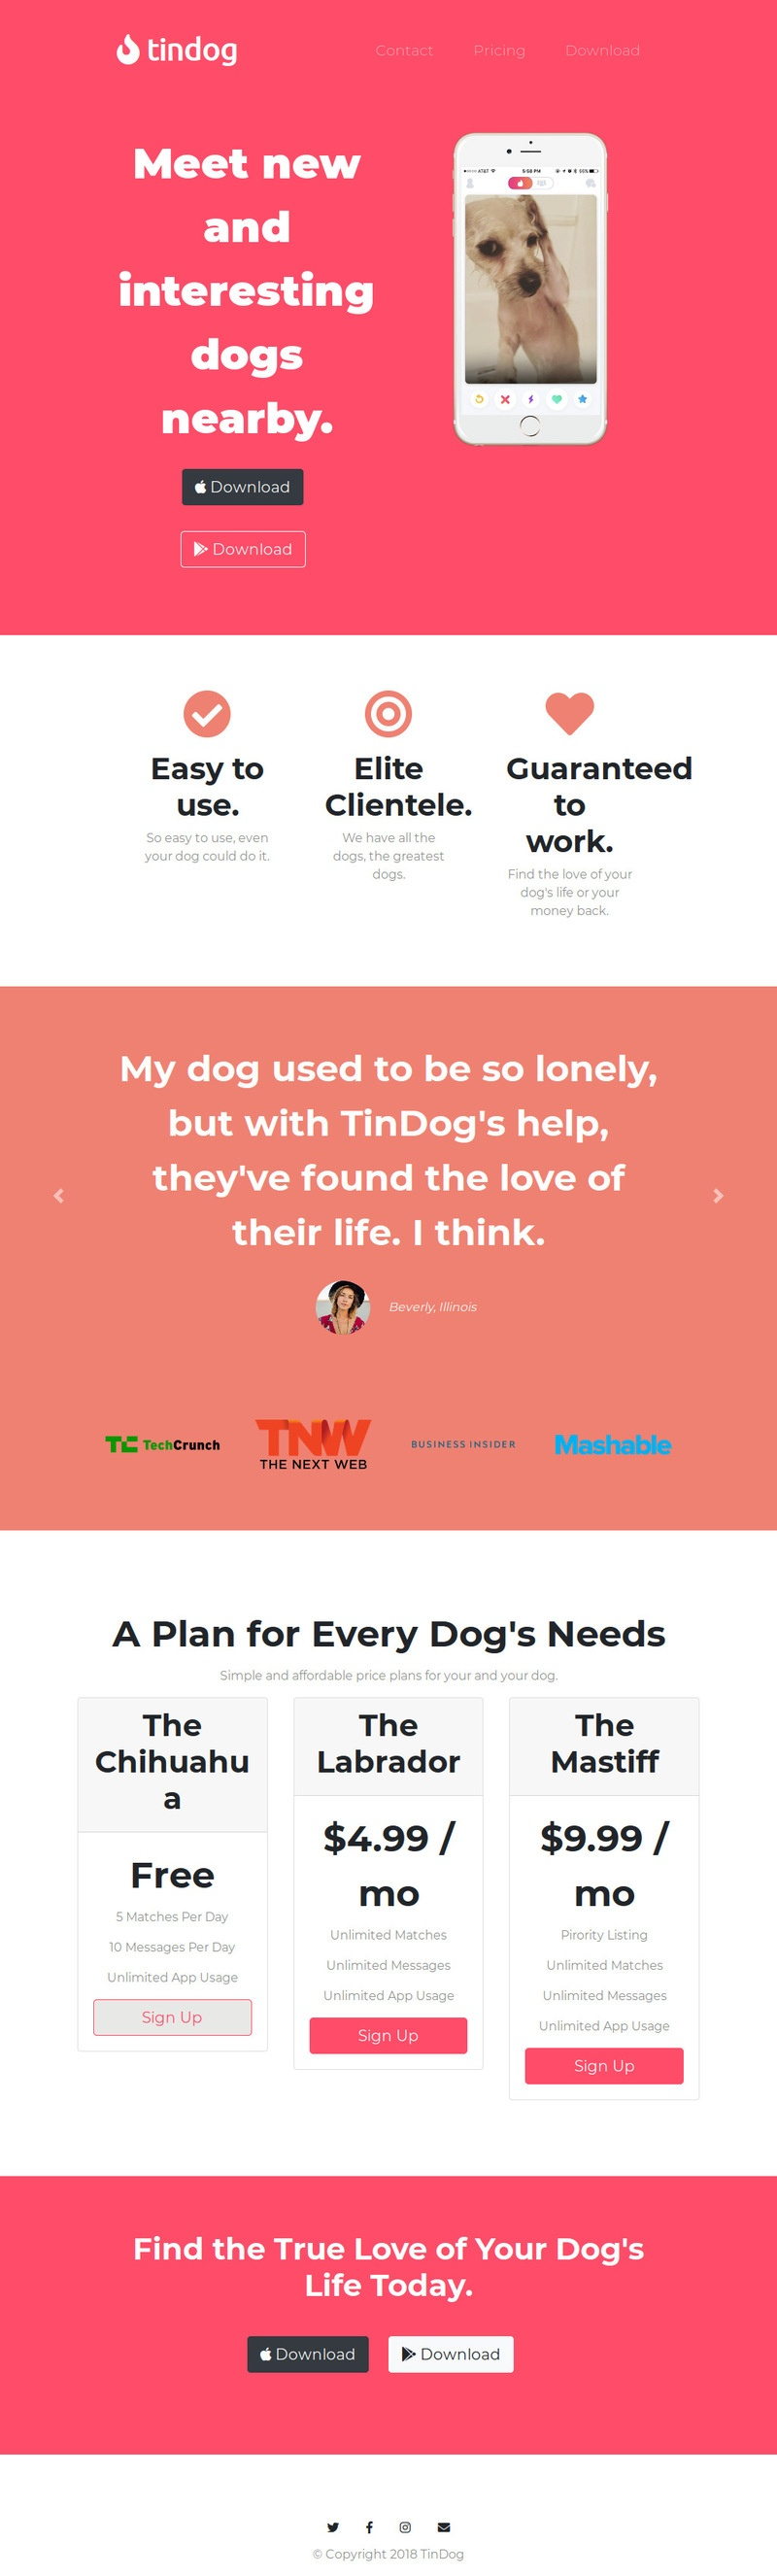 tindog
Contact Pricing Download
Meet new
and
interesting
dogs
nearby.
AT&T 5:58 PM
Download
Download
Easy to
use.
So easy to use, even
your dog could do it.
Elite
Clientele.
We have all the
dogs, the greatest
dogs.
Guaranteed
to
work.
Find the love of your
dog's life or your
money back.
My dog used to be so lonely,
but with TinDog's help,
they've found the love of
their life. I think.
Beverly, Illinois
TC TechCrunch
TNW
THE NEXT WEB
BUSINESS INSIDER
Mashable
A Plan for Every Dog's Needs
Simple and affordable price plans for your and your dog.
The
Chihuahu
a
Free
5 Matches Per Day
10 Messages Per Day
Unlimited App Usage
Sign Up
The
Labrador
$4.99 /
mo
Unlimited Matches
Unlimited Messages
Unlimited App Usage
Sign Up
The
Mastiff
$9.99 /
mo
Pirority Listing
Unlimited Matches
Unlimited Messages
Unlimited App Usage
Sign Up
Find the True Love of Your Dog's
Life Today.
Download Download
© Copyright 2018 TinDog